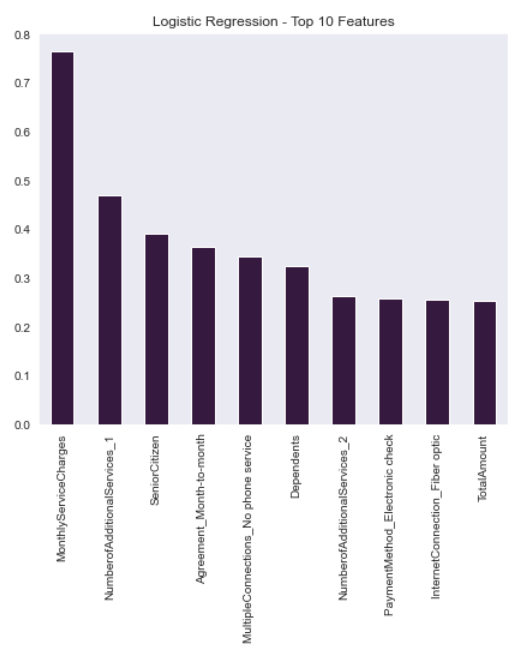 Logistic Regression - Top 10 Features
0.8
0.7
0.6
0.5
0.4
0.3
0.2
0.1
0.0
MonthlyServiceCharges
NumberofAdditionalServices_1
SeniorCitizen
Agreement_Month-to-month
MultipleConnections_No phone service
Dependents
NumberofAdditionalServices_2
PaymentMethod_Electronic check
InternetConnection_Fiber optic
TotalAmount